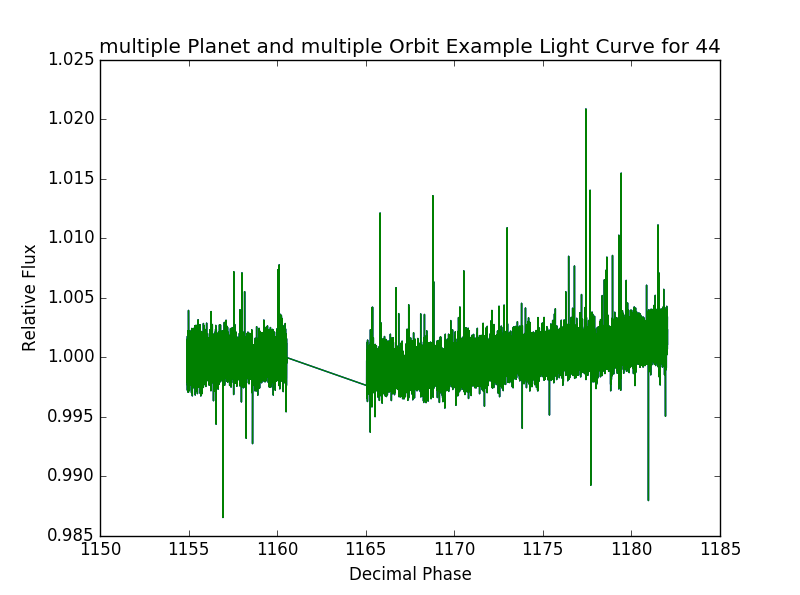 multiple Planet and multiple Orbit Example Light Curve for 44
1.025
1.020
1.015
1.010
1.005
1.000
0.995
0.990
0.985
Relative Flux
1150 1155 1160 1165 1170 1175 1180 1185
Decimal Phase